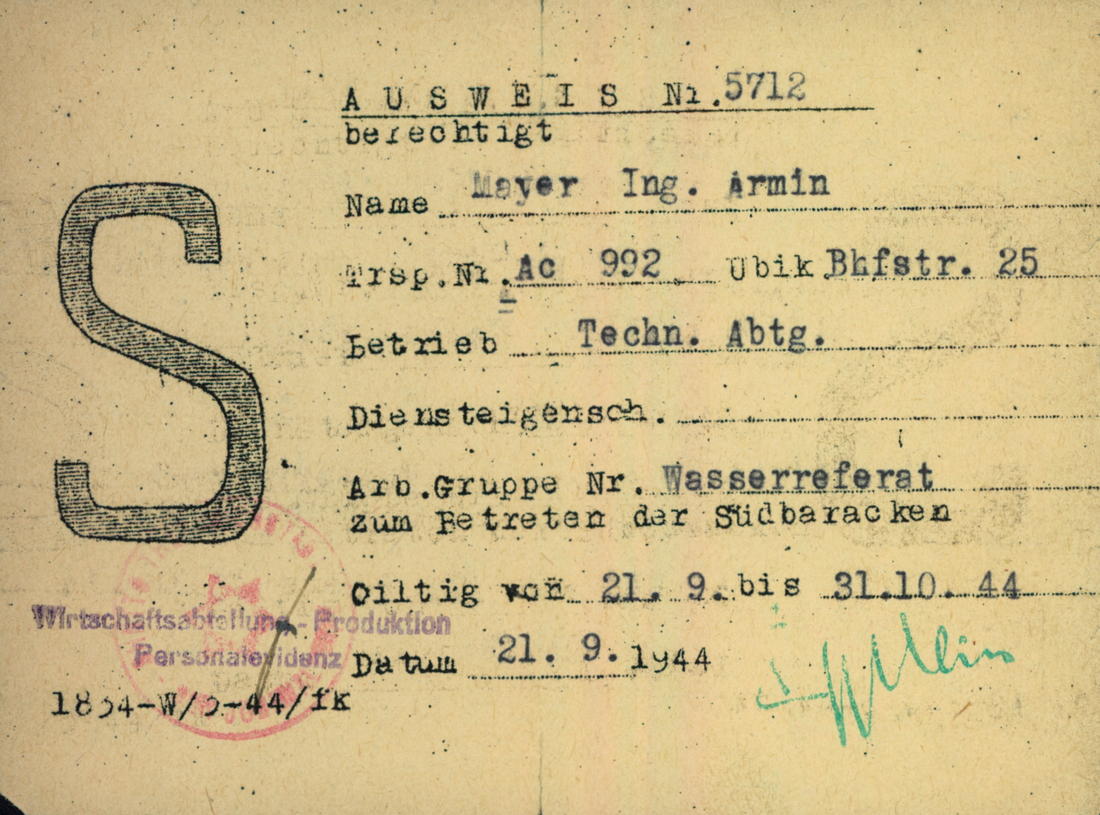 S
AUSWEIS Nr. 5712
berechtigt
Name Mayer Ing. Armin
Trsp.Nr. Ac 992 Ubik Bhfstr. 25
Betrieb Techn. Abtg.
Diensteigensch.
Arb.Gruppe Nr. Wasserreferat
zum Betreten der Südbaracken
Giltig von 21. 9. bis 31.10. 44
Wirtschaftsabteilung - Produktion
Personalevidenz
Datum 21. 9. 1944